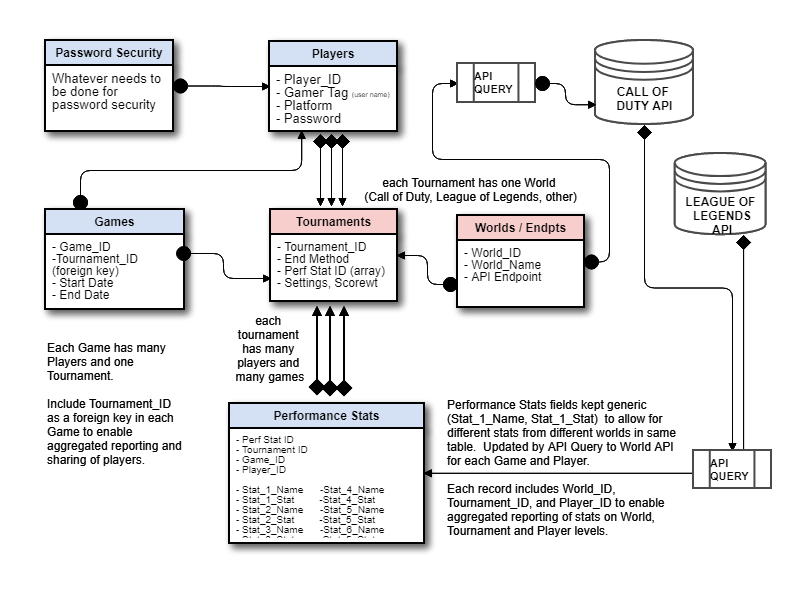 Password Security
Whatever needs to
be done for
password security
Players
- Player_ID
- Gamer Tag (user name)
- Platform
- Password
API
QUERY
CALL OF
DUTY API
LEAGUE OF
LEGENDS
API
each Tournament has one World
(Call of Duty, League of Legends, other)
Games
- Game_ID
-Tournament_ID
(foreign key)
- Start Date
- End Date
Tournaments
- Tournament_ID
- End Method
- Perf Stat ID (array)
- Settings, Scorewt
Worlds / Endpts
- World_ID
- World_Name
- API Endpoint
each
tournament
has many
players and
many games
Each Game has many
Players and one
Tournament.
Include Tournament_ID
as a foreign key in each
Game to enable
aggregated reporting and
sharing of players.
Performance Stats
- Perf Stat ID
- Tournament ID
- Game_ID
- Player_ID
- Stat_1_Name -Stat_4_Name
- Stat_1_Stat -Stat_4_Stat
- Stat_2_Name -Stat_5_Name
- Stat_2_Stat -Stat_5_Stat
- Stat_3_Name -Stat_6_Name
Performance Stats fields kept generic
(Stat_1_Name, Stat_1_Stat) to allow for
different stats from different worlds in same
table. Updated by API Query to World API
for each Game and Player.
Each record includes World_ID,
Tournament_ID, and Player_ID to enable
aggregated reporting of stats on World,
Tournament and Player levels.
API
QUERY